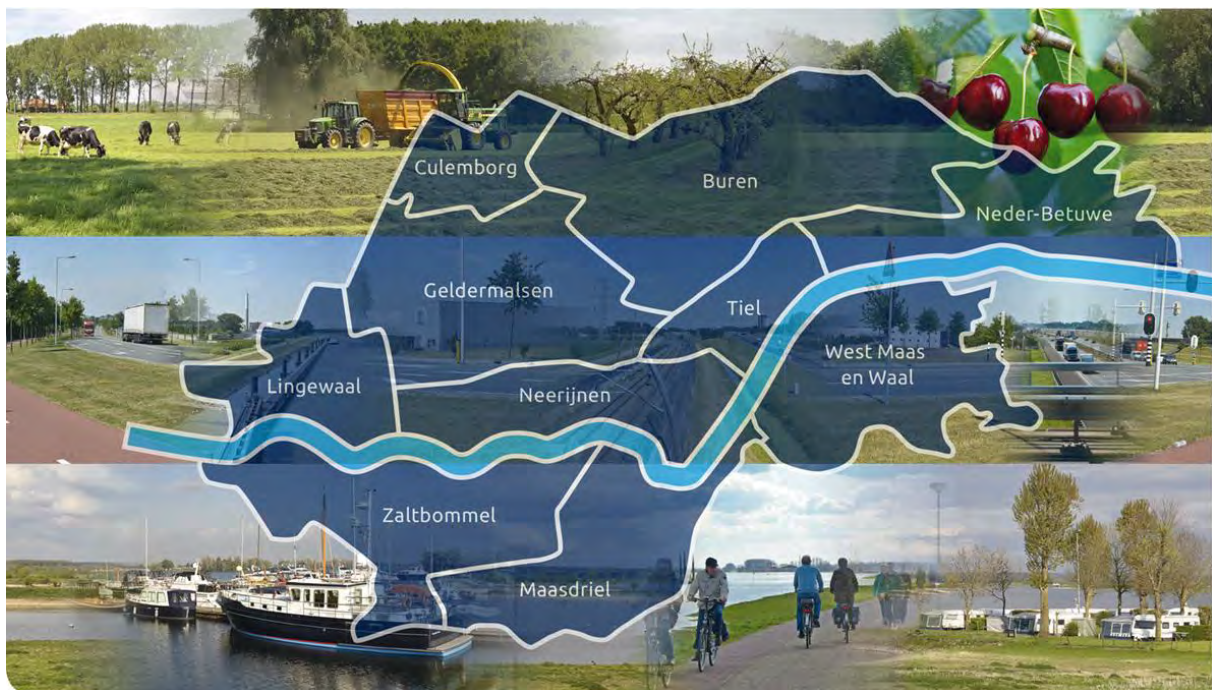 Culemborg
Buren
Neder-Betuwe
Geldermalsen
Tiel
West Maas
en Waal
Lingewaal
Neerijnen
Zaltbommel
Maasdriel